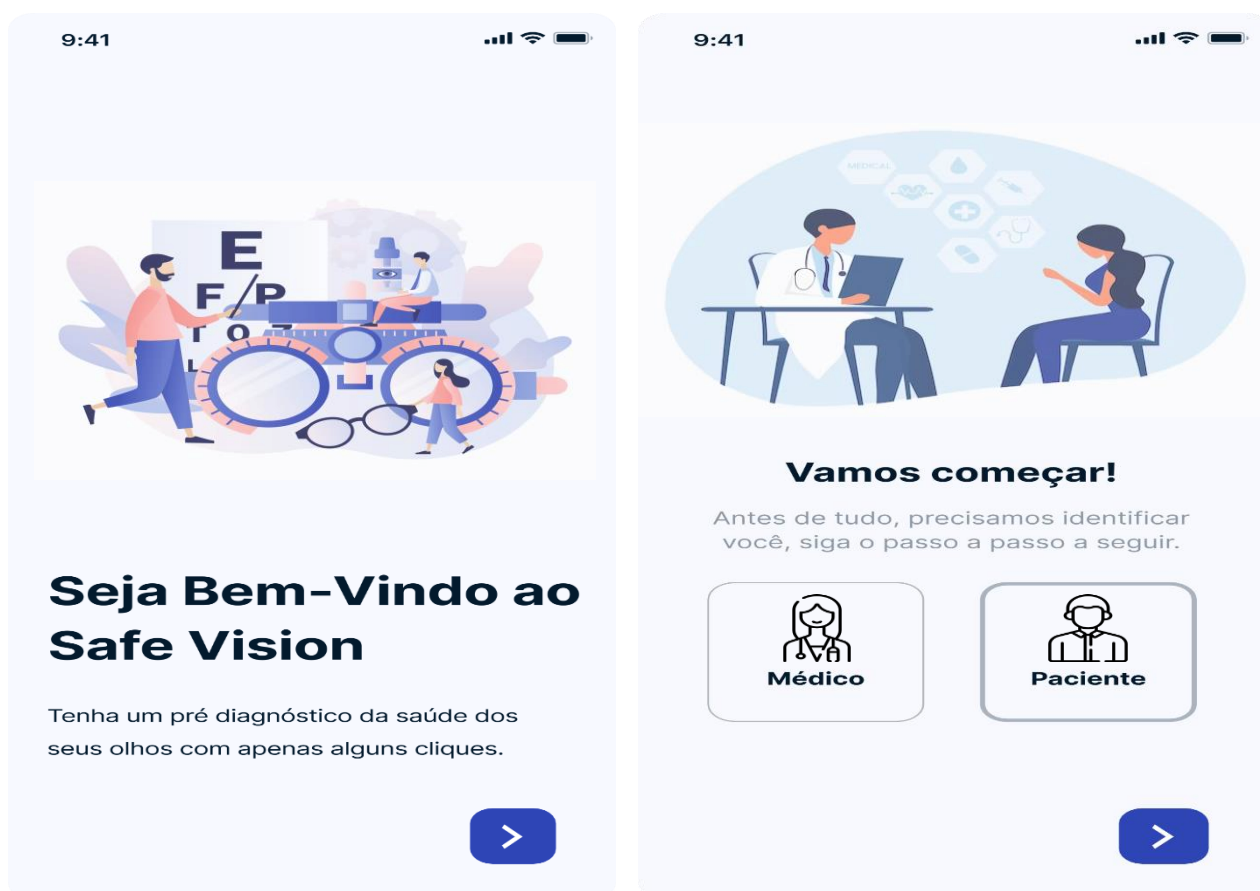 9:41
E
F P
T O Z
L
Seja Bem-Vindo ao
Safe Vision
Tenha um pré diagnóstico da saúde dos
seus olhos com apenas alguns cliques.
9:41
MEDICAL
Vamos começar!
Antes de tudo, precisamos identificar
você, siga o passo a passo a seguir.
Médico
Paciente